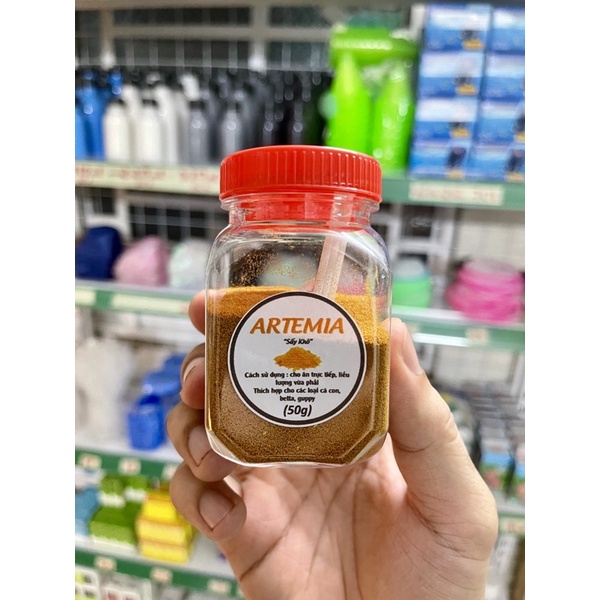 ARTEMIA
"Sấy Khô"
Cách sử dụng : cho ăn trực tiếp, liều
lượng vừa phải
Thích hợp cho các loại cá con,
betta, guppy
(50g)